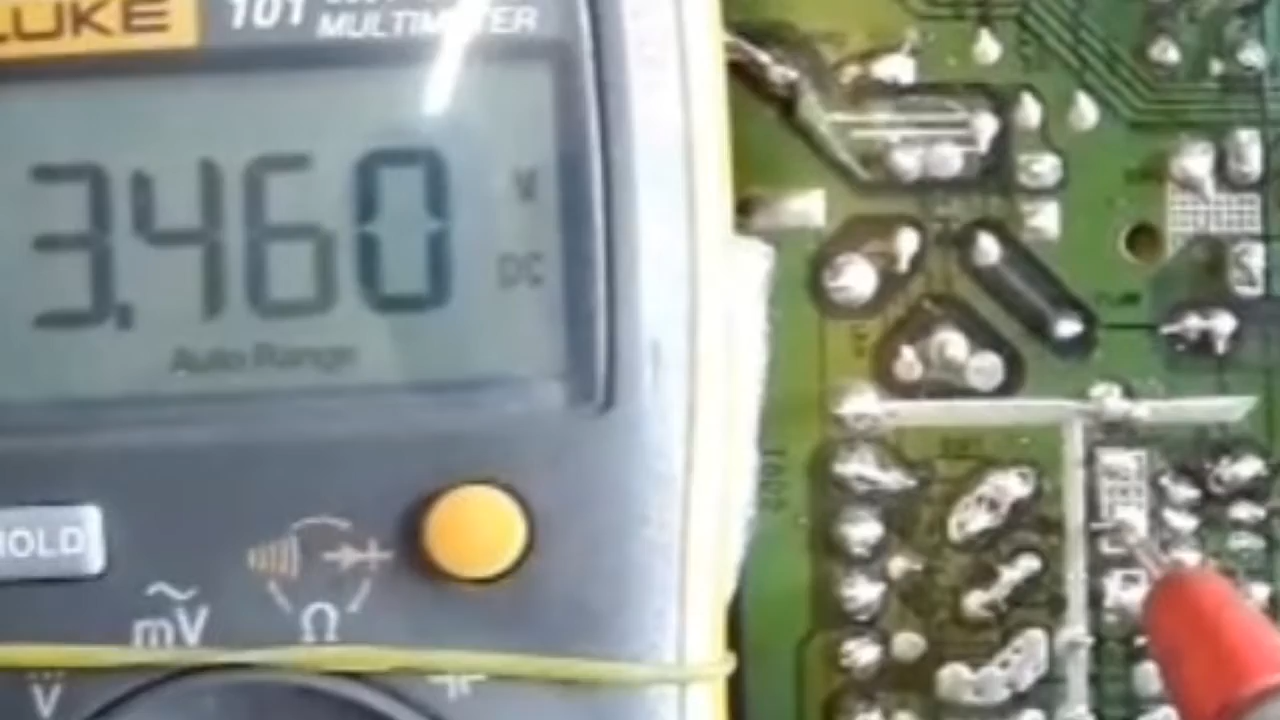 LUKE 101
MULTIMETER
3.460 V
DC
Auto Range
HOLD
mV
Ω
V